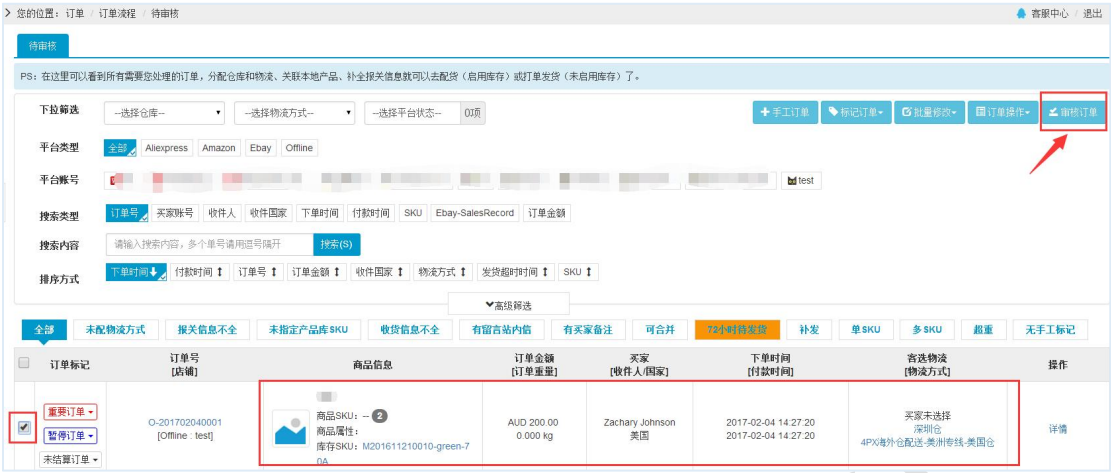 您的位置：订单 / 订单流程 / 待审核 客服中心 / 退出
待审核
PS：在这里可以看到所有需要您处理的订单，分配仓库和物流、关联本地产品、补全报关信息就可以去配货（启用库存）或打单发货（未启用库存）了。
下拉筛选 --选择仓库-- --选择物流方式-- --选择平台状态-- 0项 手工订单 标记订单 批量修改 订单操作 审核订单
平台类型 全部 Aliexpress Amazon Ebay Offline
平台账号 test
搜索类型 订单号 买家账号 收件人 收件国家 下单时间 付款时间 SKU Ebay-SalesRecord 订单金额
搜索内容 请输入搜索内容，多个单号请用逗号隔开 搜索(S)
排序方式 下单时间 付款时间 订单号 订单金额 收件国家 物流方式 发货超时时间 SKU
高级筛选
全部 未配物流方式 报关信息不全 未指定产品库SKU 收货信息不全 有留言站内信 有买家备注 可合并 72小时待发货 补发 单SKU 多SKU 超重 无手工标记
订单标记 订单号 商品信息 订单金额 买家 下单时间 客选物流 操作
[店铺] [订单重量] [收件人/国家] [付款时间] [物流方式]
重要订单 商品SKU：-- 2 买家未选择
O-201702040001 AUD 200.00 Zachary Johnson 2017-02-04 14:27:20 深圳仓 详情
暂停订单 [Offline : test] 商品属性： 0.000 kg 美国 2017-02-04 14:27:20 4PX海外仓配送-美洲专线-美国仓
未结算订单 库存SKU：M201611210010-green-7
0A